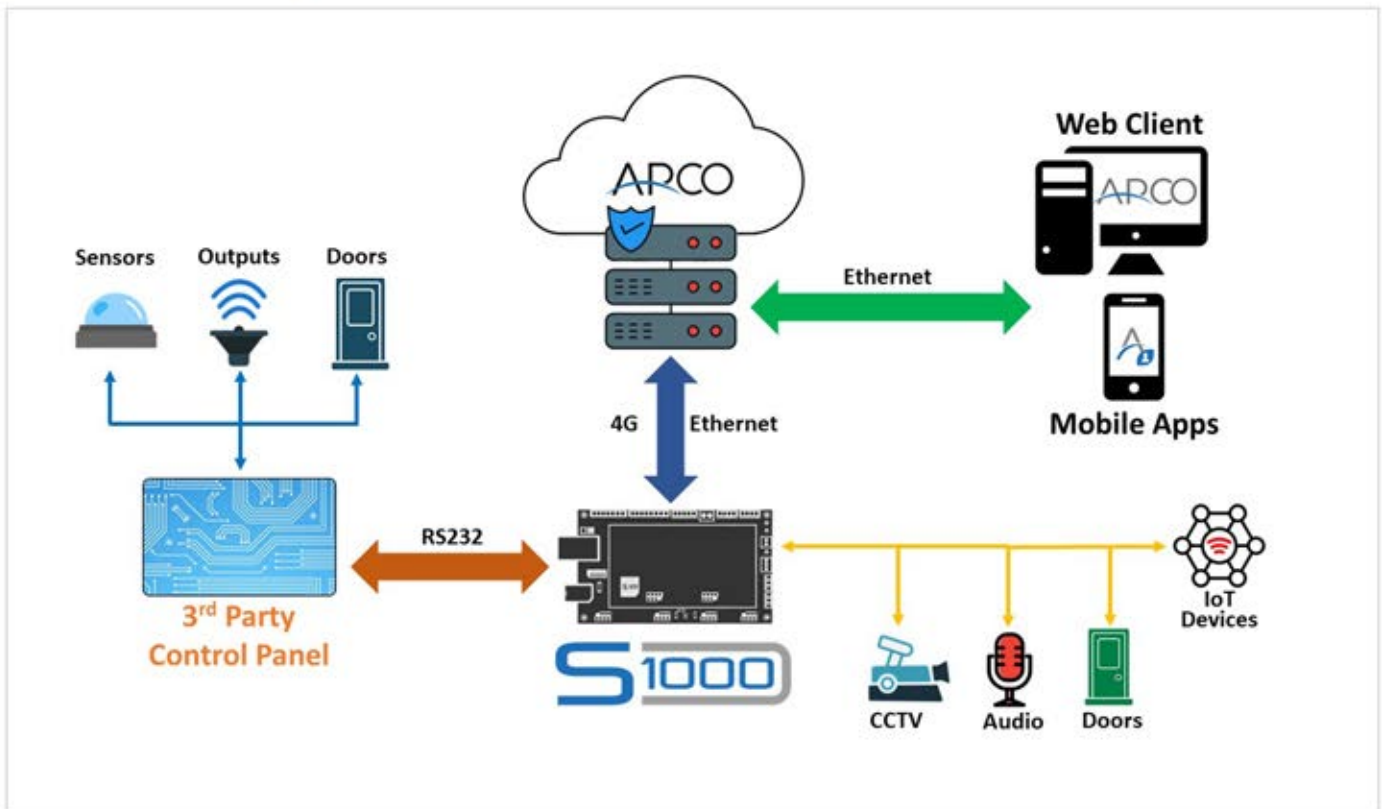 ARCO
Web Client
ARCO
Sensors
Outputs
Doors
Ethernet
4G
Ethernet
Mobile Apps
RS232
3rd Party
Control Panel
S1000
IoT
Devices
CCTV
Audio
Doors